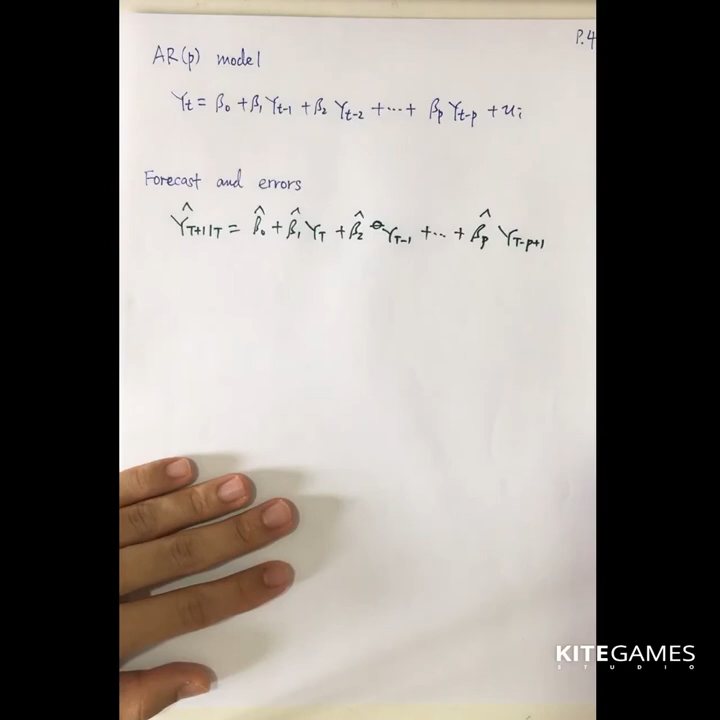 P.4
AR(p) model
Yt = β₀ + β₁ Yt-1 + β₂ Yt-2 + ··· + βp Yt-p + uᵢ
Forecast and errors
ŶT+1|T = β̂₀ + β̂₁ YT + β̂₂ YT-1 + ··· + β̂p YT-p+1
KITEGAMES
STUDIO